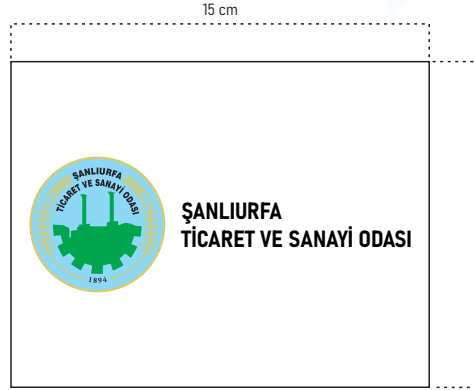 15 cm
ŞANLIURFA
TİCARET VE SANAYİ ODASI
1894
ŞANLIURFA
TİCARET VE SANAYİ ODASI